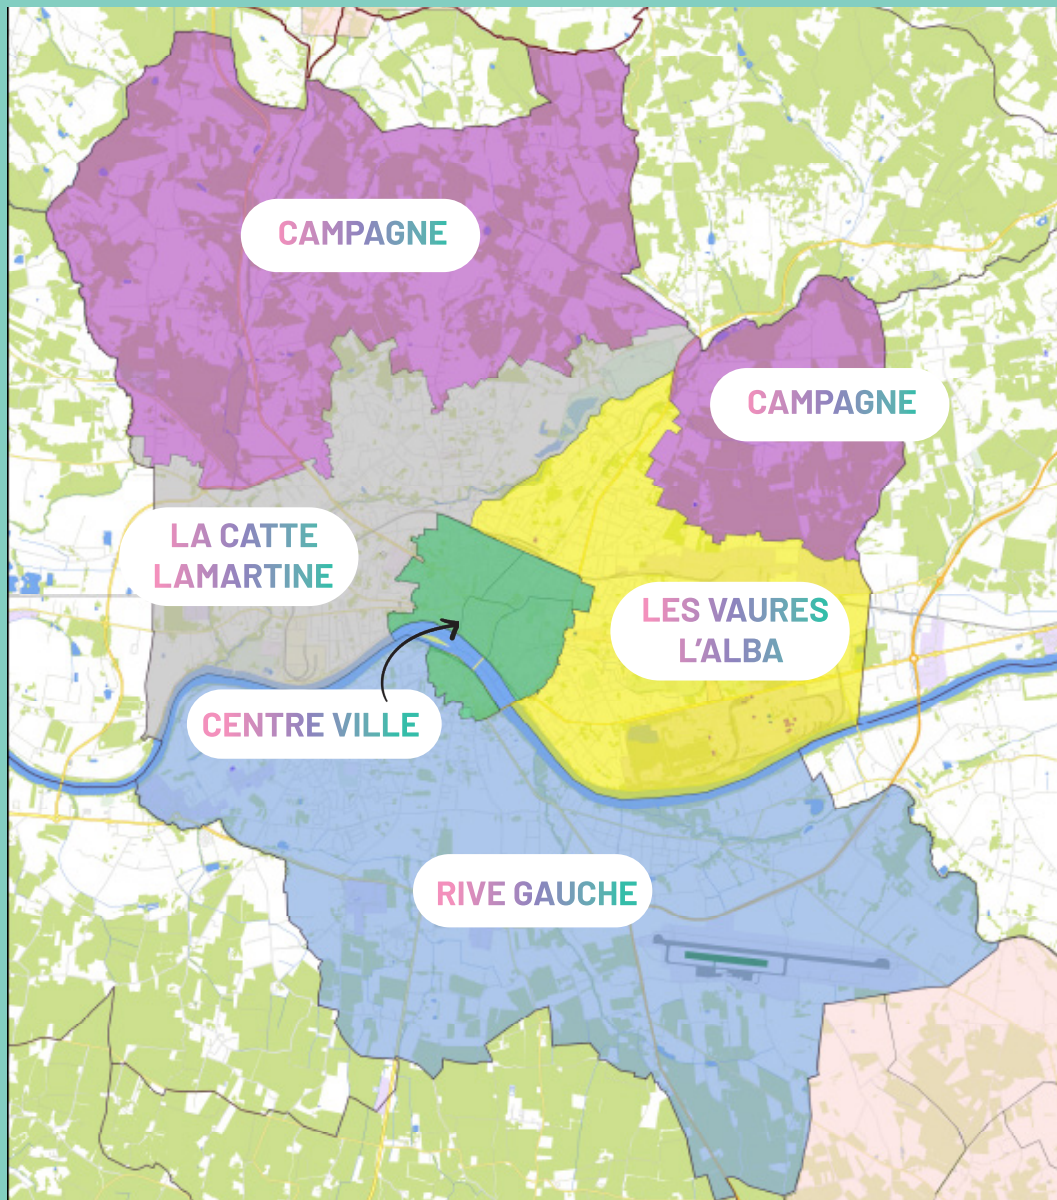 CAMPAGNE
CAMPAGNE
LA CATTE
LAMARTINE
LES VAURES
L'ALBA
CENTRE VILLE
RIVE GAUCHE